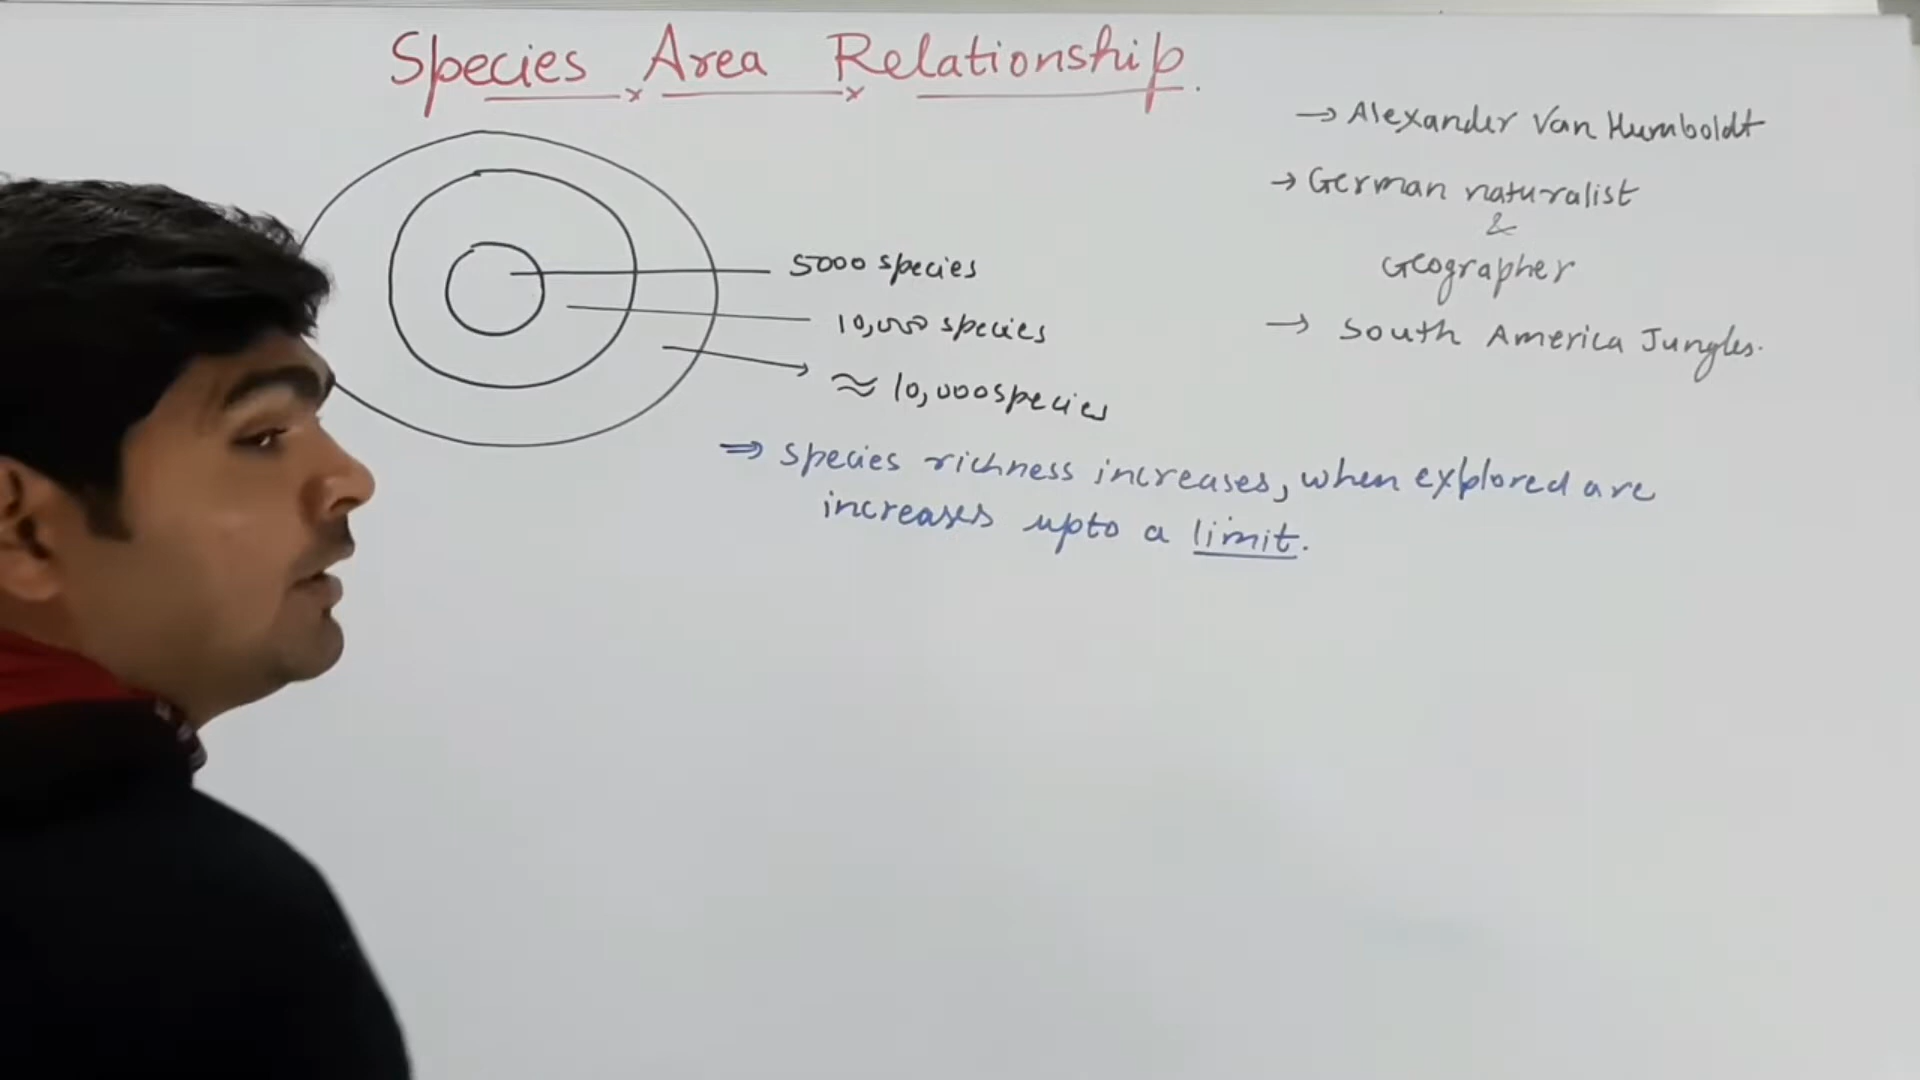 Species Area Relationship.
→ Alexander Van Humboldt
→ German naturalist
&
Geographer
→ South America Jungles.
5000 species
10,000 species
≈ 10,000 species
⇒ species richness increases, when explored are
increases upto a limit.